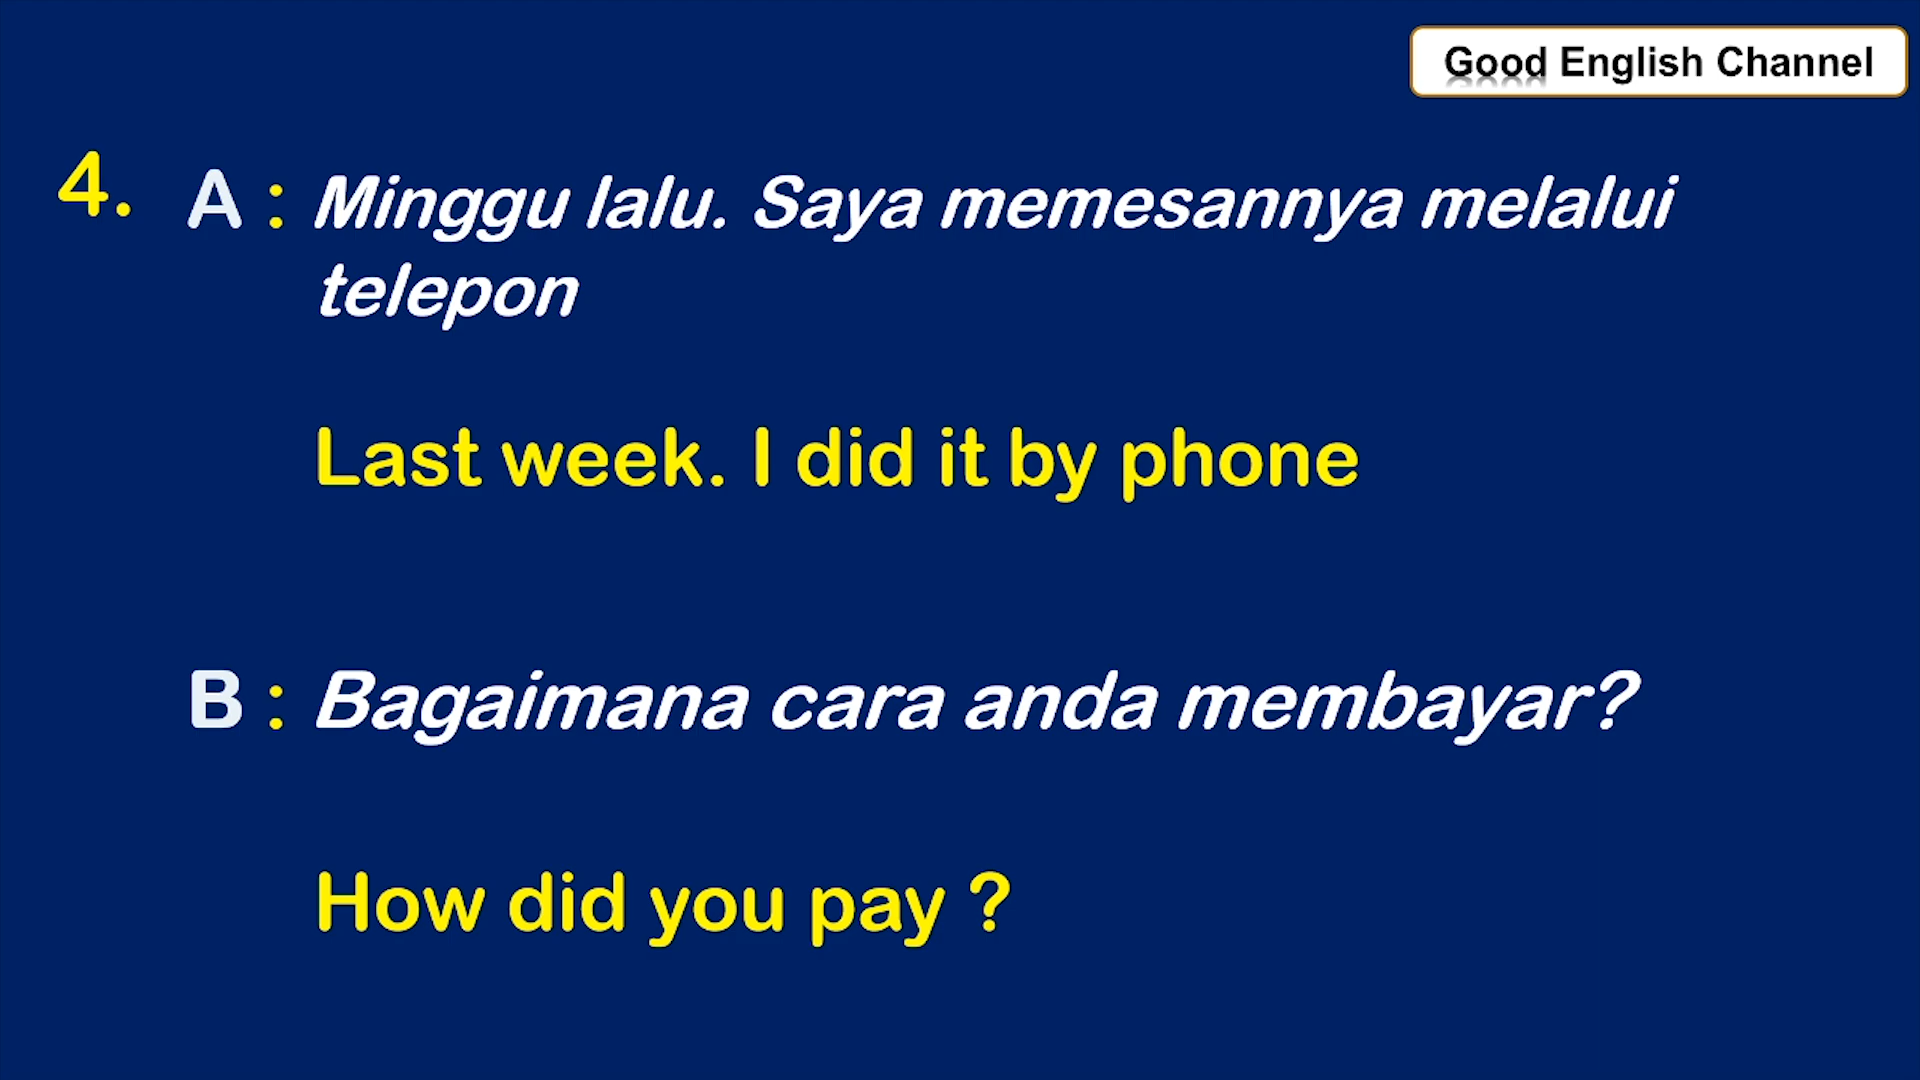 Good English Channel
4. A : Minggu lalu. Saya memesannya melalui
telepon
Last week. I did it by phone
B : Bagaimana cara anda membayar?
How did you pay ?